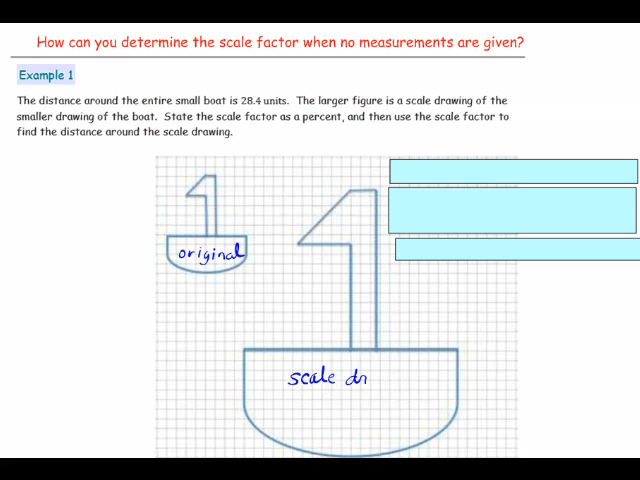 How can you determine the scale factor when no measurements are given?
Example 1
The distance around the entire small boat is 28.4 units. The larger figure is a scale drawing of the
smaller drawing of the boat. State the scale factor as a percent, and then use the scale factor to
find the distance around the scale drawing.
original
scale dr